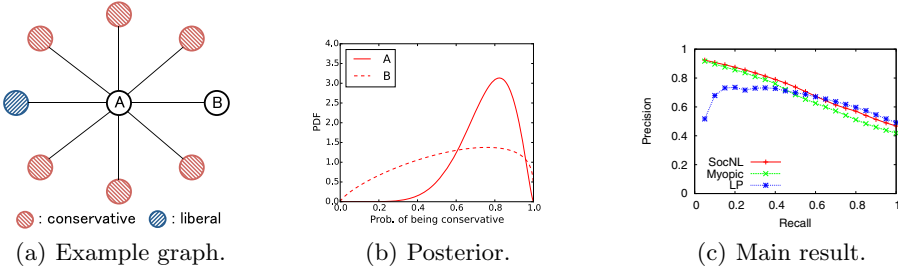 A
B
: conservative : liberal
(a) Example graph.
4.0
3.5
3.0
2.5
2.0
1.5
1.0
0.5
0.0
PDF
A
B
0.0 0.2 0.4 0.6 0.8 1.0
Prob. of being conservative
(b) Posterior.
1
0.8
0.6
0.4
0.2
0
Precision
SocNL
Myopic
LP
0 0.2 0.4 0.6 0.8 1
Recall
(c) Main result.